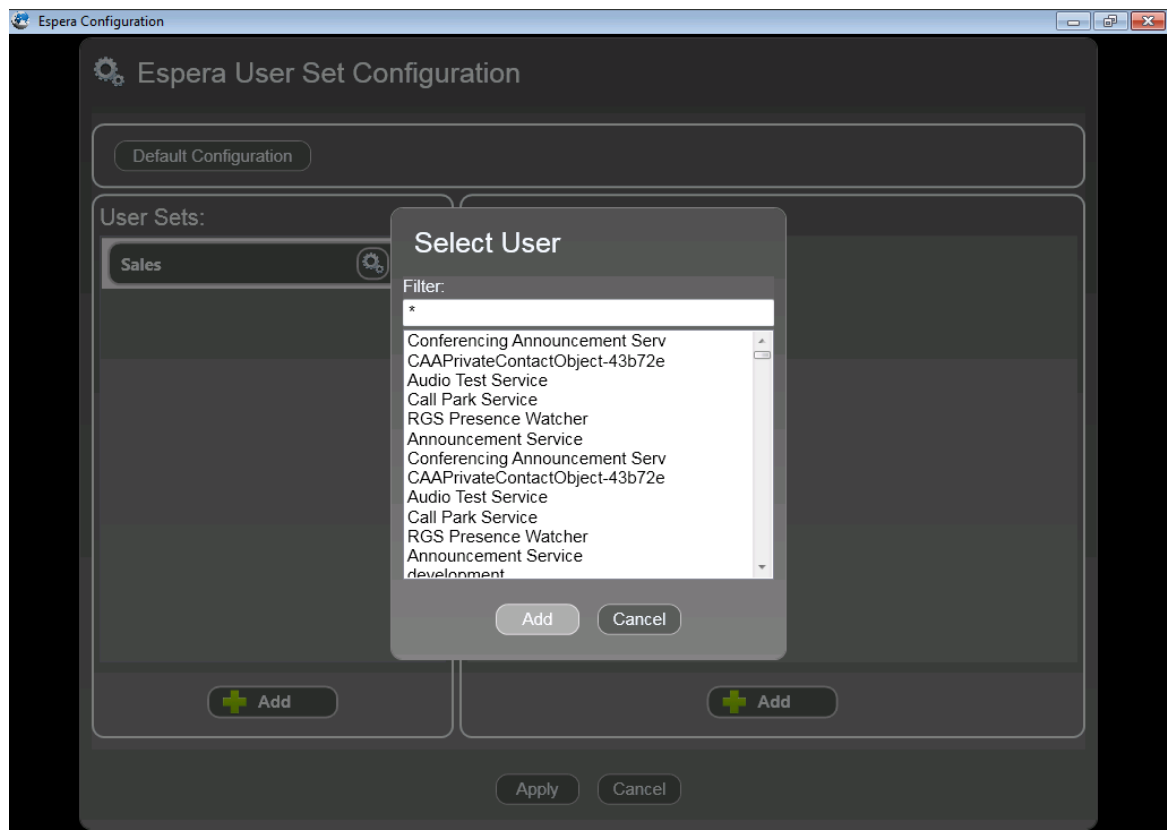 Espera Configuration
Espera User Set Configuration
Default Configuration
User Sets:
Sales
Select User
Filter:
*
Conferencing Announcement Serv
CAAPrivateContactObject-43b72e
Audio Test Service
Call Park Service
RGS Presence Watcher
Announcement Service
Conferencing Announcement Serv
CAAPrivateContactObject-43b72e
Audio Test Service
Call Park Service
RGS Presence Watcher
Announcement Service
development
Add Cancel
Add Add
Apply Cancel